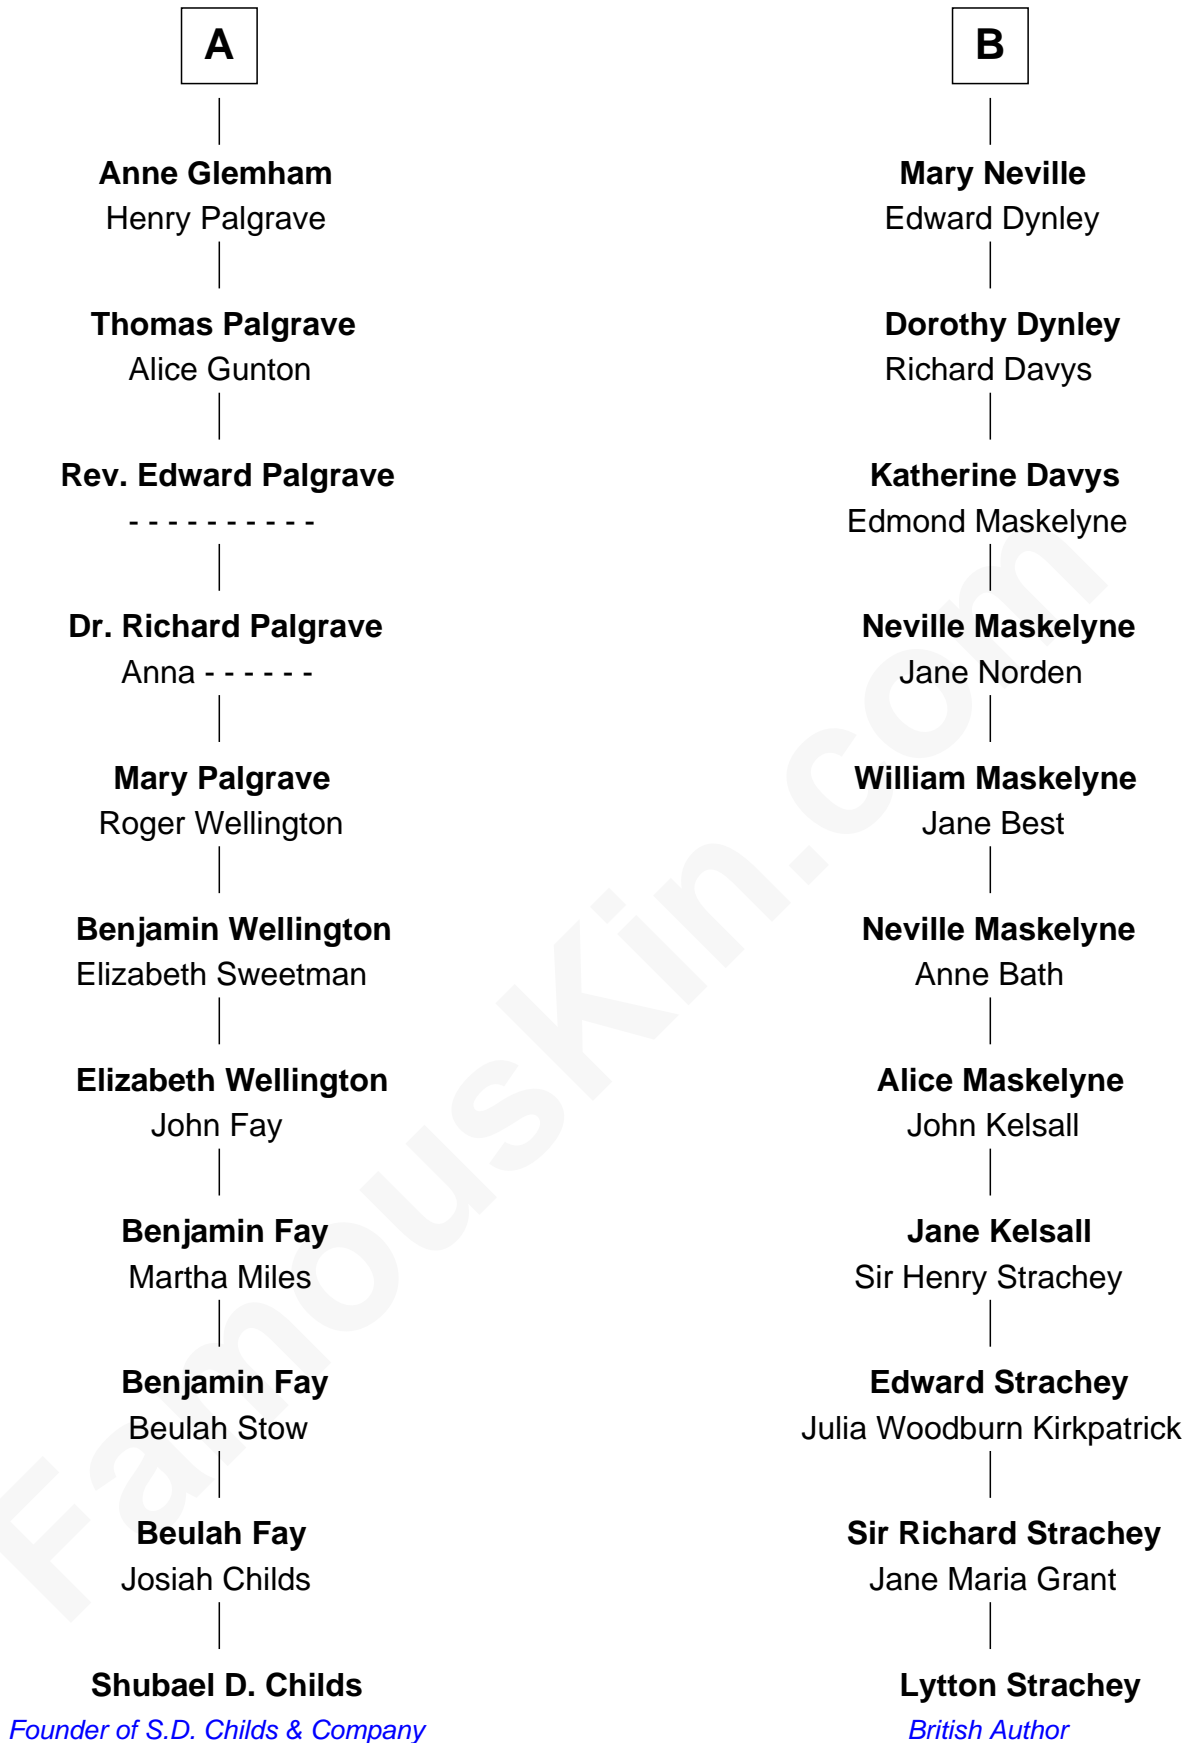 A
Anne Glemham
Henry Palgrave
Thomas Palgrave
Alice Gunton
Rev. Edward Palgrave
- - - - - - - - - -
Dr. Richard Palgrave
Anna - - - - - -
Mary Palgrave
Roger Wellington
Benjamin Wellington
Elizabeth Sweetman
Elizabeth Wellington
John Fay
Benjamin Fay
Martha Miles
Benjamin Fay
Beulah Stow
Beulah Fay
Josiah Childs
Shubael D. Childs
Founder of S.D. Childs & Company
B
Mary Neville
Edward Dynley
Dorothy Dynley
Richard Davys
Katherine Davys
Edmond Maskelyne
Neville Maskelyne
Jane Norden
William Maskelyne
Jane Best
Neville Maskelyne
Anne Bath
Alice Maskelyne
John Kelsall
Jane Kelsall
Sir Henry Strachey
Edward Strachey
Julia Woodburn Kirkpatrick
Sir Richard Strachey
Jane Maria Grant
Lytton Strachey
British Author
FamousKin.com